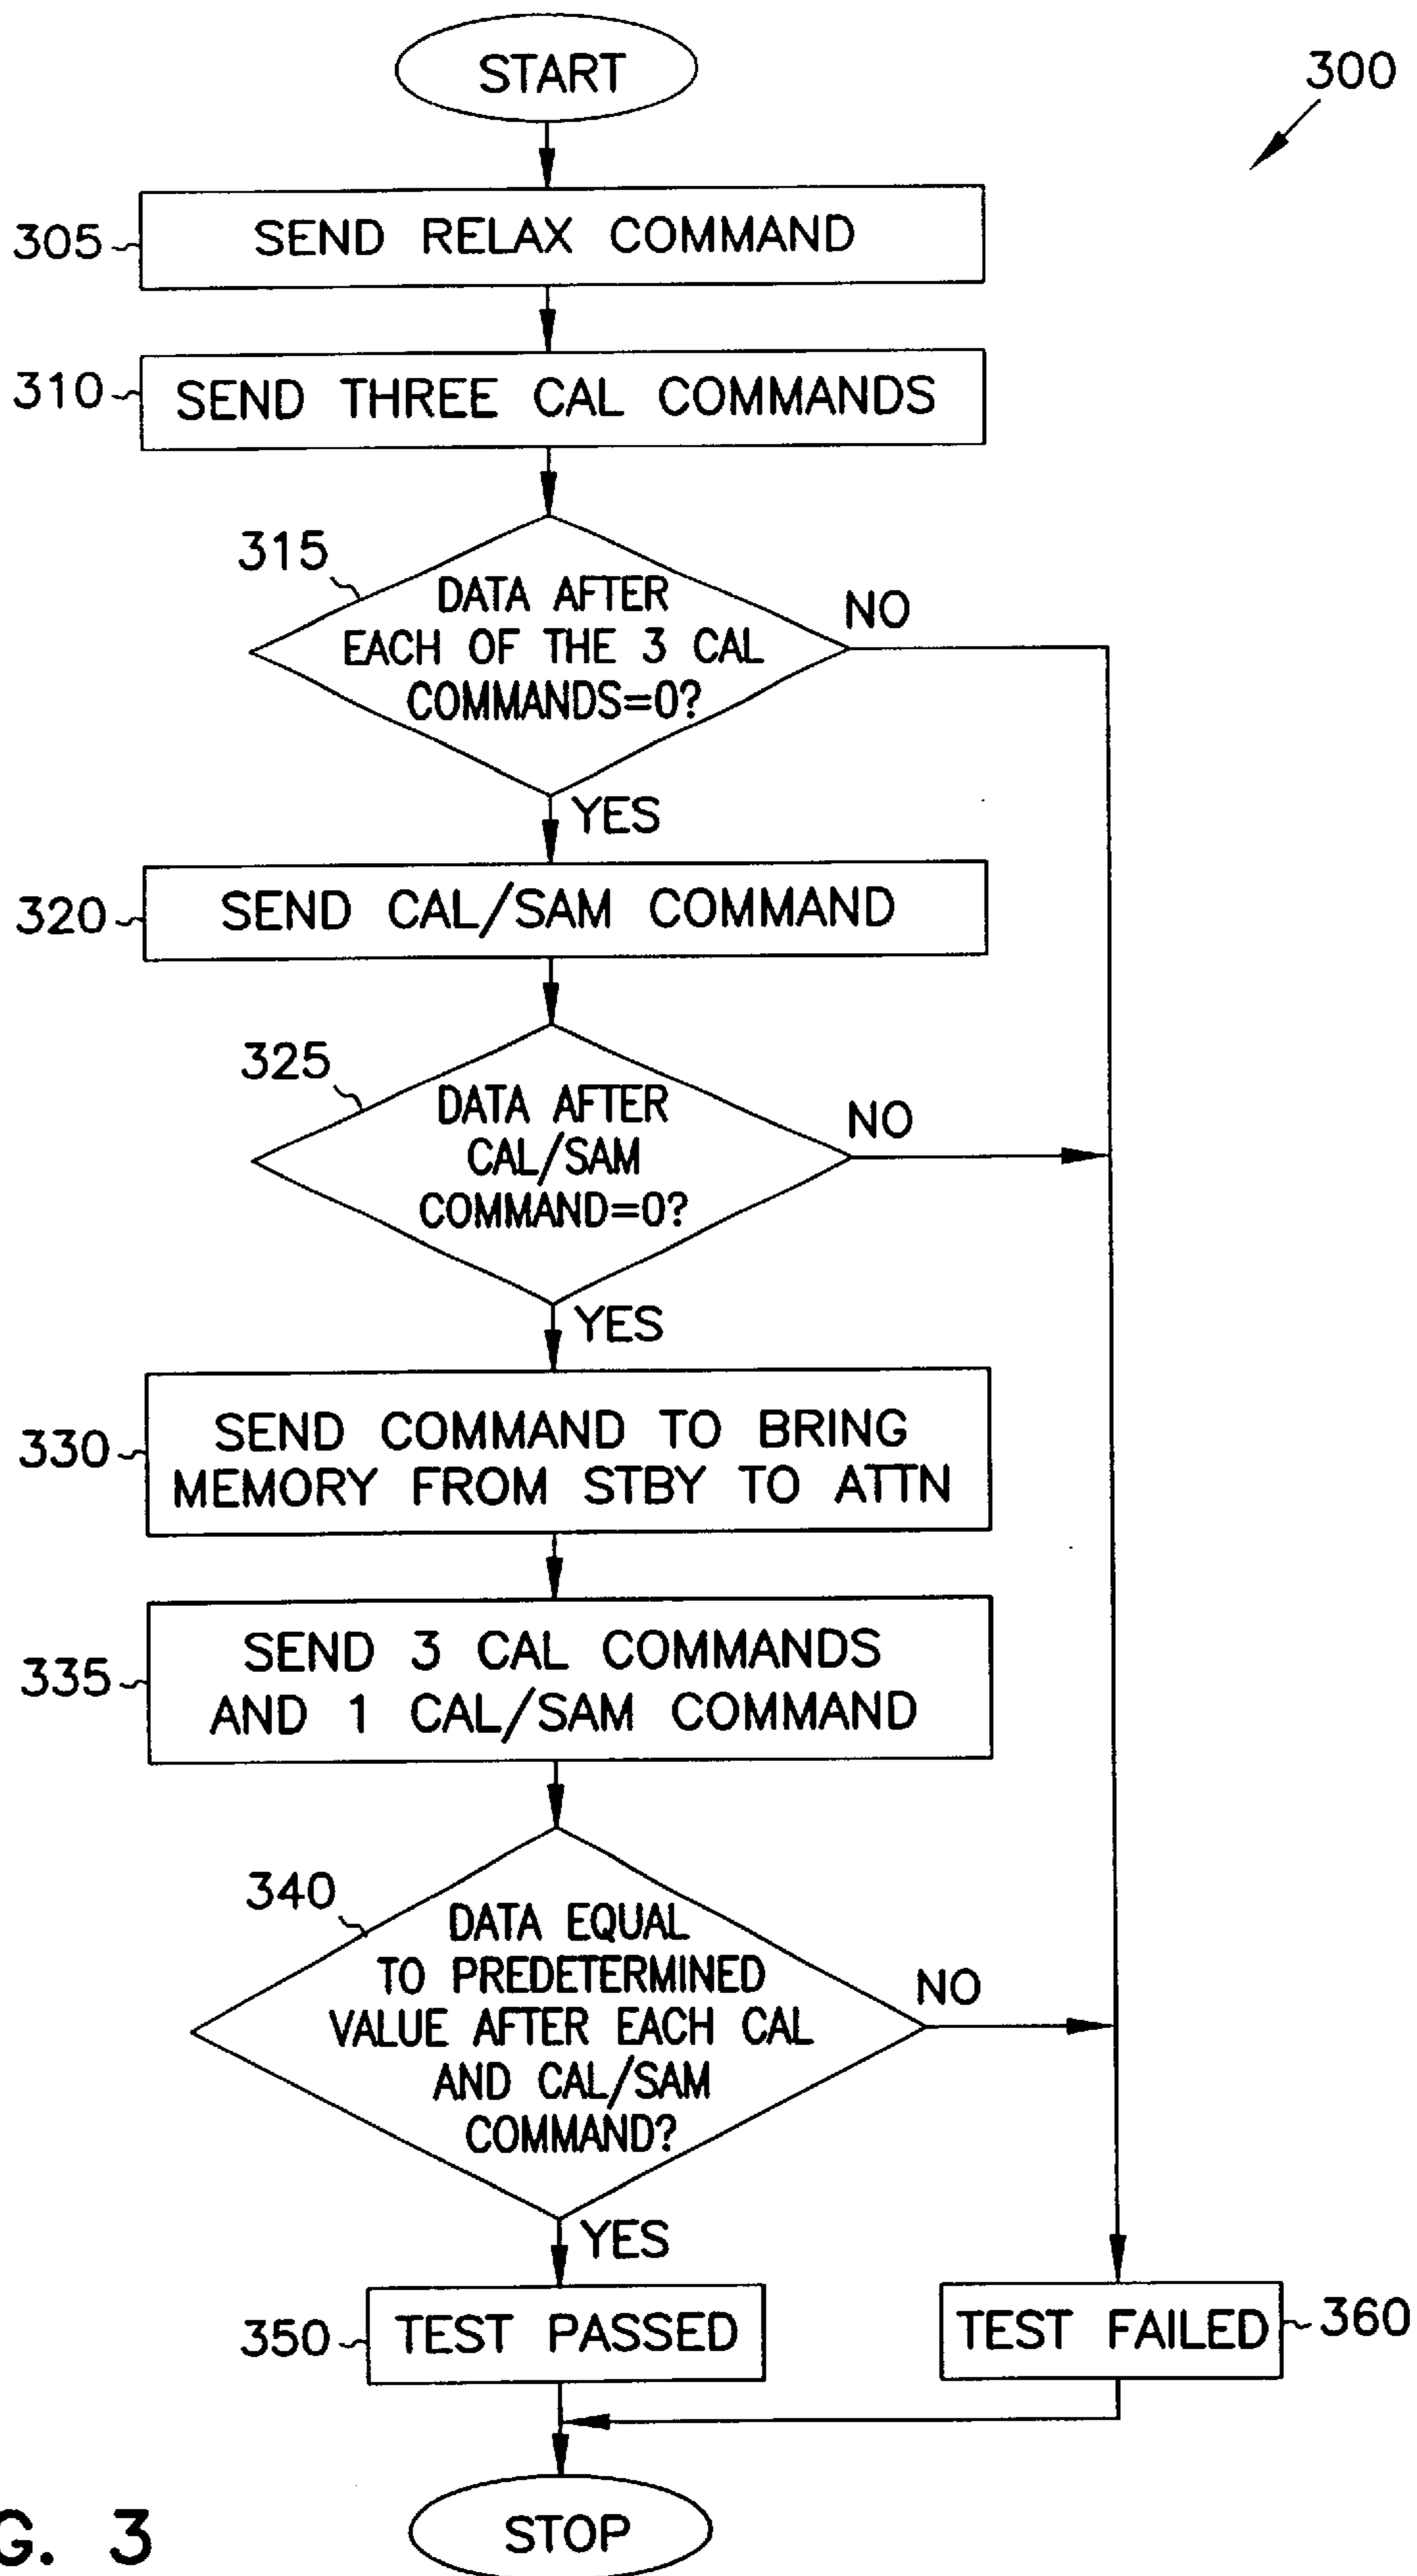 START
300
305
SEND RELAX COMMAND
310
SEND THREE CAL COMMANDS
315
DATA AFTER
EACH OF THE 3 CAL
COMMANDS=0?
NO
YES
320
SEND CAL/SAM COMMAND
325
DATA AFTER
CAL/SAM
COMMAND=0?
NO
YES
330
SEND COMMAND TO BRING
MEMORY FROM STBY TO ATTN
335
SEND 3 CAL COMMANDS
AND 1 CAL/SAM COMMAND
340
DATA EQUAL
TO PREDETERMINED
VALUE AFTER EACH CAL
AND CAL/SAM
COMMAND?
NO
YES
350
TEST PASSED
TEST FAILED
360
STOP
G. 3